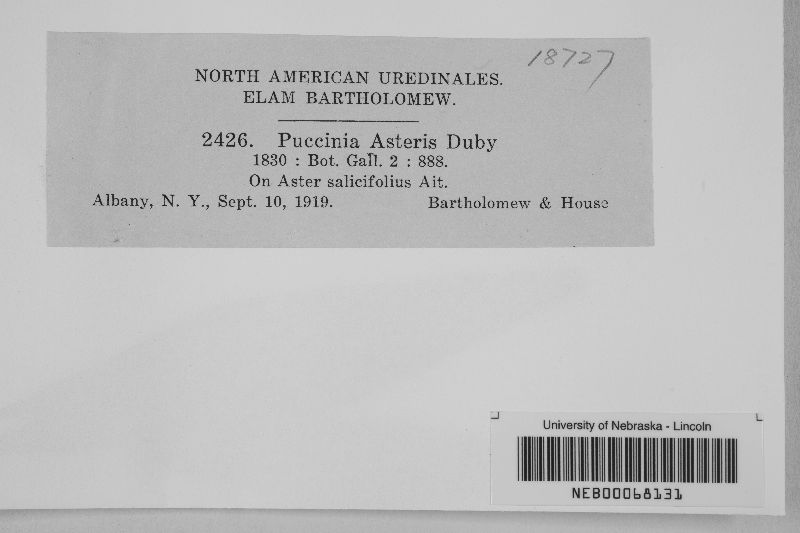 18727
NORTH AMERICAN UREDINALES.
ELAM BARTHOLOMEW.
2426. Puccinia Asteris Duby
1830 : Bot. Gall. 2 : 888.
On Aster salicifolius Ait.
Albany, N. Y., Sept. 10, 1919. Bartholomew & House
University of Nebraska - Lincoln
NEB00068131